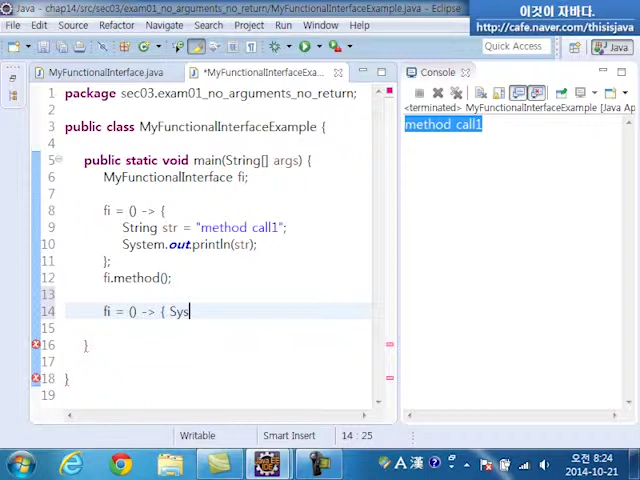 Java - chap14/src/sec03/exam01_no_arguments_no_return/MyFunctionalInterfaceExample.java - Eclipse
이것이 자바다.
http://cafe.naver.com/thisisjava
File Edit Source Refactor Navigate Search Project Run Window Help
Quick Access
Java
MyFunctionalInterface.java
*MyFunctionalInterfaceExa...
Console
<terminated> MyFunctionalInterfaceExample [Java Ap
method call1
1 package sec03.exam01_no_arguments_no_return;
2
3 public class MyFunctionalInterfaceExample {
4
5 public static void main(String[] args) {
6 MyFunctionalInterface fi;
7
8 fi = () -> {
9 String str = "method call1";
10 System.out.println(str);
11 };
12 fi.method();
13
14 fi = () -> { Sys
15
16 }
17
18 }
19
Writable
Smart Insert
14 : 25
A 漢
오전 8:24
2014-10-21